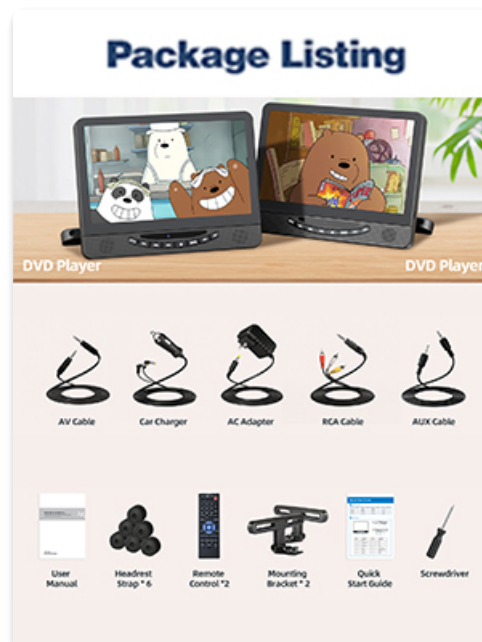 Package Listing
DVD Player
DVD Player
AV Cable
Car Charger
AC Adapter
RCA Cable
AUX Cable
User
Manual
Headrest
Strap * 6
Remote
Control *2
Mounting
Bracket * 2
Quick
Start Guide
Screwdriver